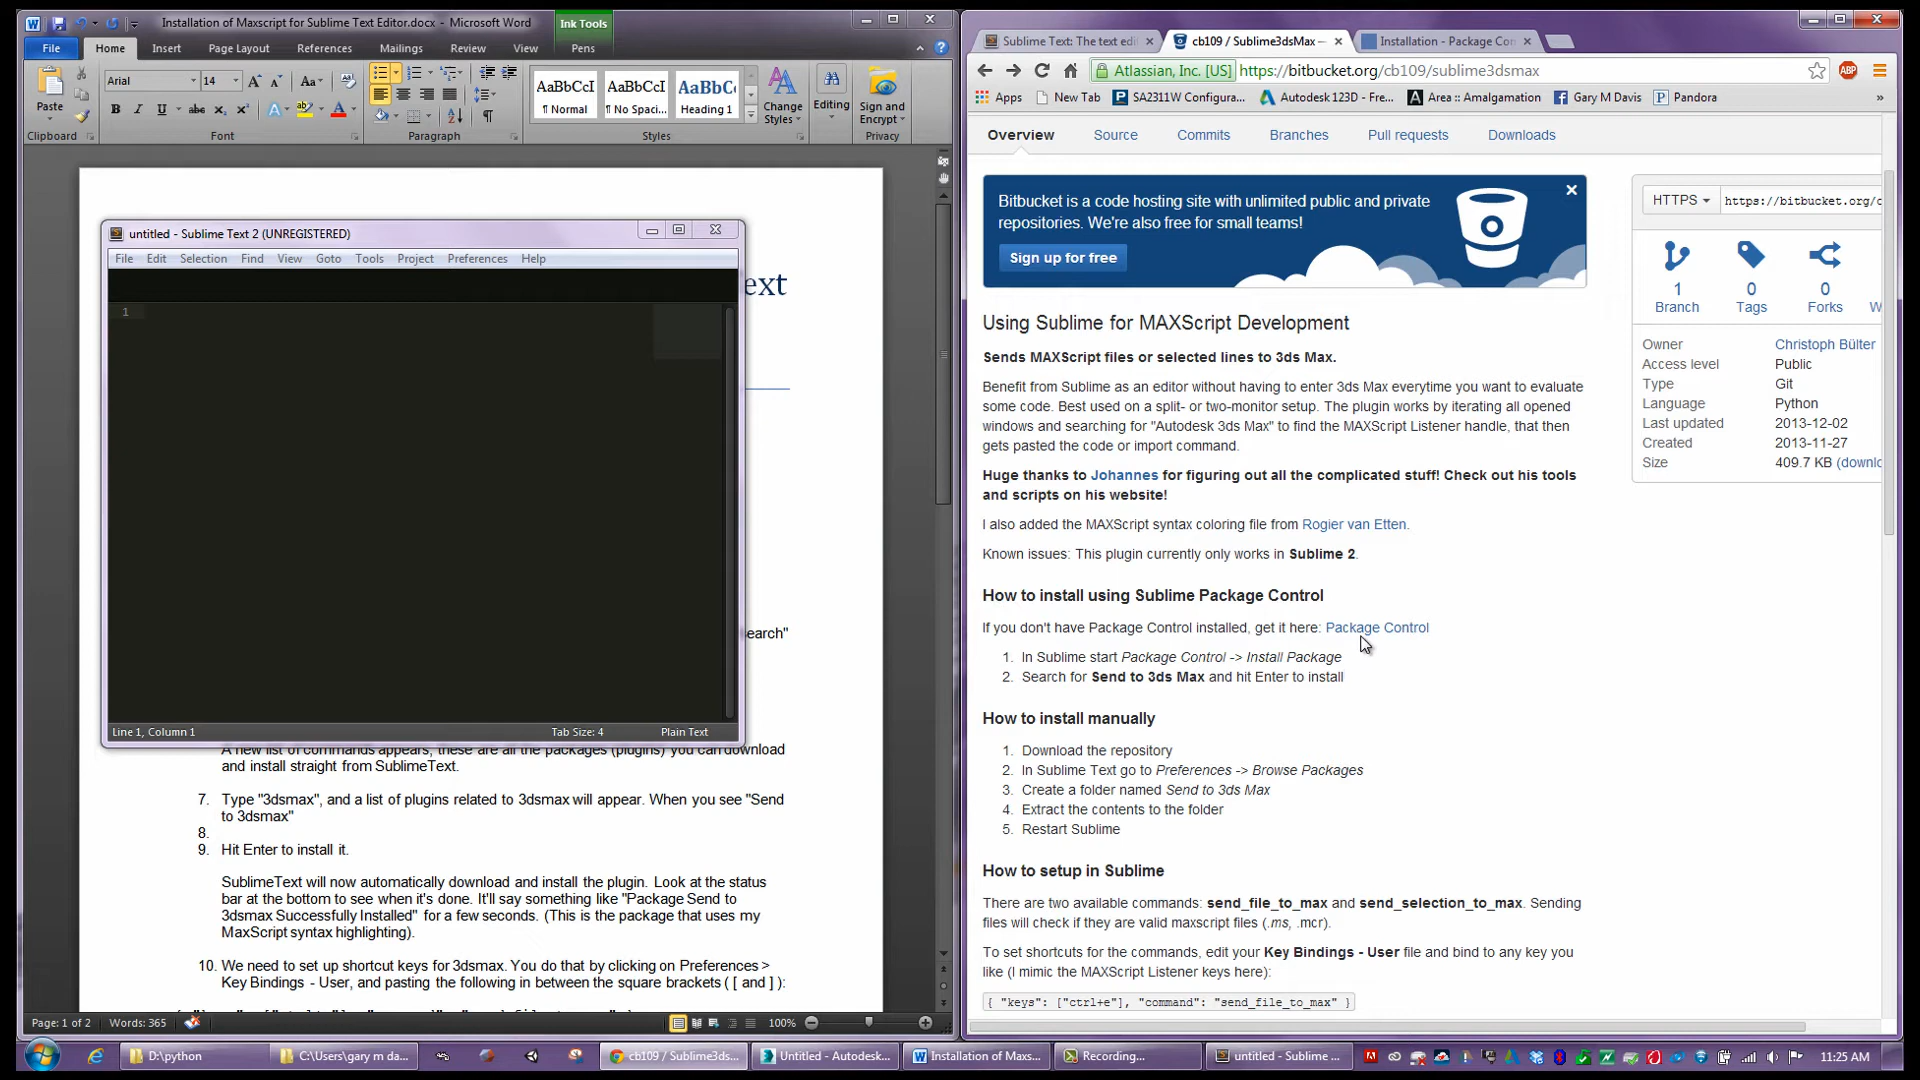 Installation of Maxscript for Sublime Text Editor.docx - Microsoft Word
Ink Tools
File Home Insert Page Layout References Mailings Review View Pens
Arial 14
Paste
Clipboard
Font
Paragraph
AaBbCcI AaBbCcI AaBbC
¶ Normal ¶ No Spaci... Heading 1
Change Styles
Styles
Editing
Sign and Encrypt
Privacy
ext
untitled - Sublime Text 2 (UNREGISTERED)
File Edit Selection Find View Goto Tools Project Preferences Help
1
Line 1, Column 1 Tab Size: 4 Plain Text
earch"
A new list of commands appears, these are all the packages (plugins) you can download
and install straight from SublimeText.
7. Type "3dsmax", and a list of plugins related to 3dsmax will appear. When you see "Send
to 3dsmax"
8.
9. Hit Enter to install it.
SublimeText will now automatically download and install the plugin. Look at the status
bar at the bottom to see when it's done. It'll say something like "Package Send to
3dsmax Successfully Installed" for a few seconds. (This is the package that uses my
MaxScript syntax highlighting).
10. We need to set up shortcut keys for 3dsmax. You do that by clicking on Preferences >
Key Bindings - User, and pasting the following in between the square brackets ( [ and ] ):
Page: 1 of 2 Words: 365 100%
Sublime Text: The text edi cb109 / Sublime3dsMax — Installation - Package Con
Atlassian, Inc. [US] https://bitbucket.org/cb109/sublime3dsmax
ABP
Apps New Tab SA2311W Configura... Autodesk 123D - Fre... Area :: Amalgamation Gary M Davis Pandora »
Overview Source Commits Branches Pull requests Downloads
Bitbucket is a code hosting site with unlimited public and private
repositories. We're also free for small teams!
Sign up for free
Using Sublime for MAXScript Development
Sends MAXScript files or selected lines to 3ds Max.
Benefit from Sublime as an editor without having to enter 3ds Max everytime you want to evaluate
some code. Best used on a split- or two-monitor setup. The plugin works by iterating all opened
windows and searching for "Autodesk 3ds Max" to find the MAXScript Listener handle, that then
gets pasted the code or import command.
Huge thanks to Johannes for figuring out all the complicated stuff! Check out his tools
and scripts on his website!
I also added the MAXScript syntax coloring file from Rogier van Etten.
Known issues: This plugin currently only works in Sublime 2.
How to install using Sublime Package Control
If you don't have Package Control installed, get it here: Package Control
1. In Sublime start Package Control -> Install Package
2. Search for Send to 3ds Max and hit Enter to install
How to install manually
1. Download the repository
2. In Sublime Text go to Preferences -> Browse Packages
3. Create a folder named Send to 3ds Max
4. Extract the contents to the folder
5. Restart Sublime
How to setup in Sublime
There are two available commands: send_file_to_max and send_selection_to_max. Sending
files will check if they are valid maxscript files (.ms, .mcr).
To set shortcuts for the commands, edit your Key Bindings - User file and bind to any key you
like (I mimic the MAXScript Listener keys here):
{ "keys": ["ctrl+e"], "command": "send_file_to_max" }
HTTPS https://bitbucket.org/c
1 Branch
0 Tags
0 Forks
W
Owner Christoph Bülter
Access level Public
Type Git
Language Python
Last updated 2013-12-02
Created 2013-11-27
Size 409.7 KB (downlo
D:\python C:\Users\gary m da... cb109 / Sublime3ds... Untitled - Autodesk... Installation of Maxs... Recording... untitled - Sublime ... 11:25 AM